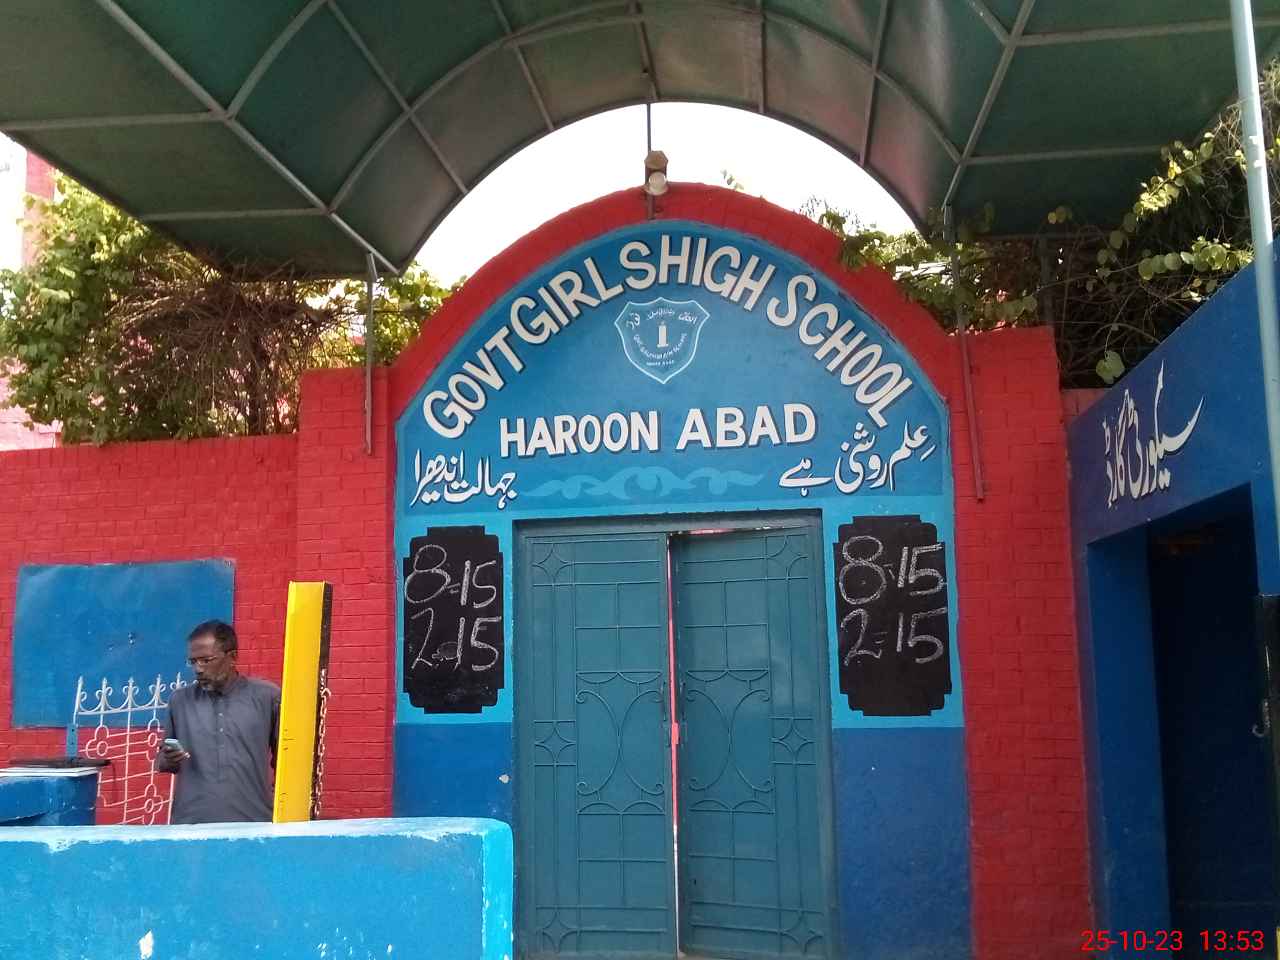 GOVT GIRLS HIGH SCHOOL
HAROON ABAD
علم روشنی ہے
جہالت اندھیرا
8=15
2=15
8=15
2=15
سیکورٹی گارڈ
25-10-23 13:53